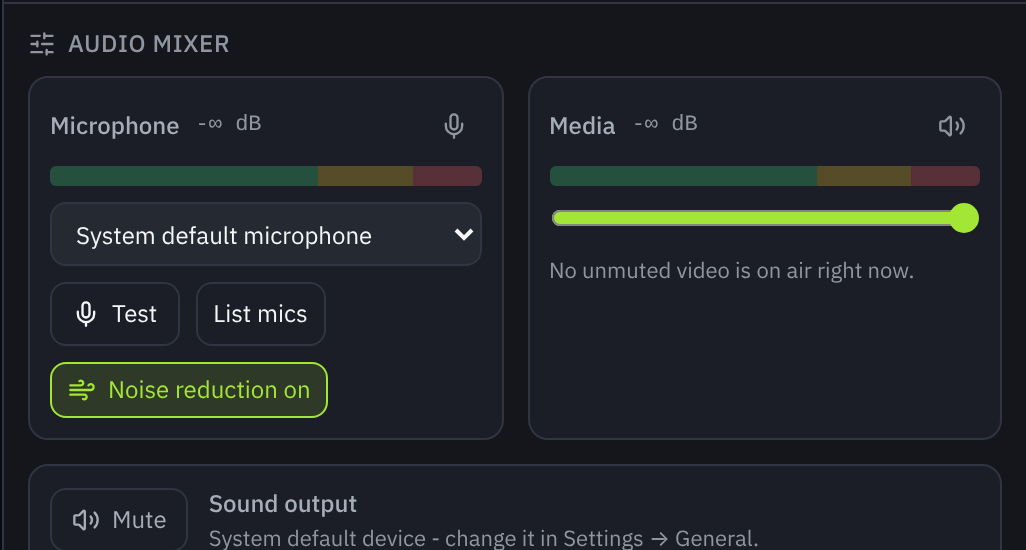 AUDIO MIXER
Microphone -∞ dB
System default microphone
Test List mics
Noise reduction on
Media -∞ dB
No unmuted video is on air right now.
Mute
Sound output
System default device - change it in Settings → General.